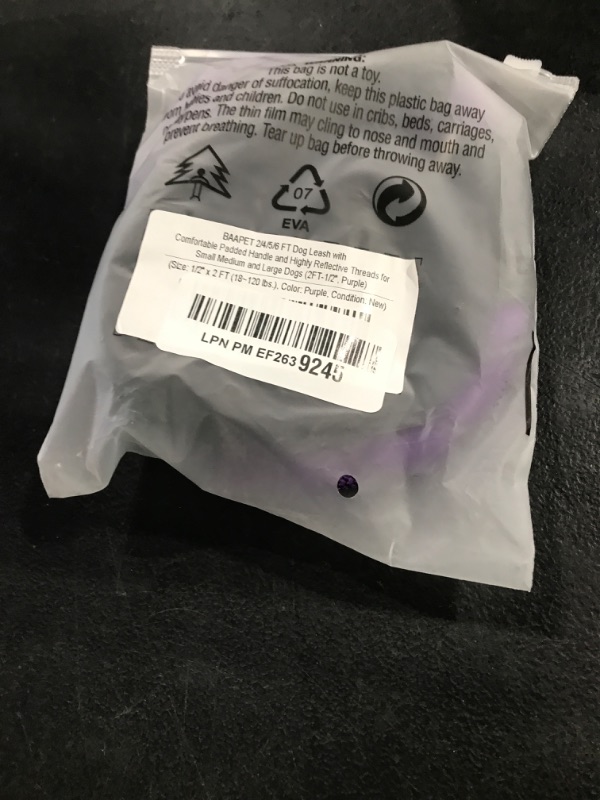 This bag is not a toy.
danger of suffocation, keep this plastic bag away
and children. Do not use in cribs, beds, carriages,
The thin film may cling to nose and mouth and
prevent breathing. Tear up bag before throwing away.
07
EVA
BAAPET 2/4/5/6 FT Dog Leash with
Comfortable Padded Handle and Highly Reflective Threads for
Small Medium and Large Dogs (2FT-1/2", Purple)
(Size: 1/2" x 2 FT (18~120 lbs.), Color: Purple, Condition: New)
LPN PM EF263 9245